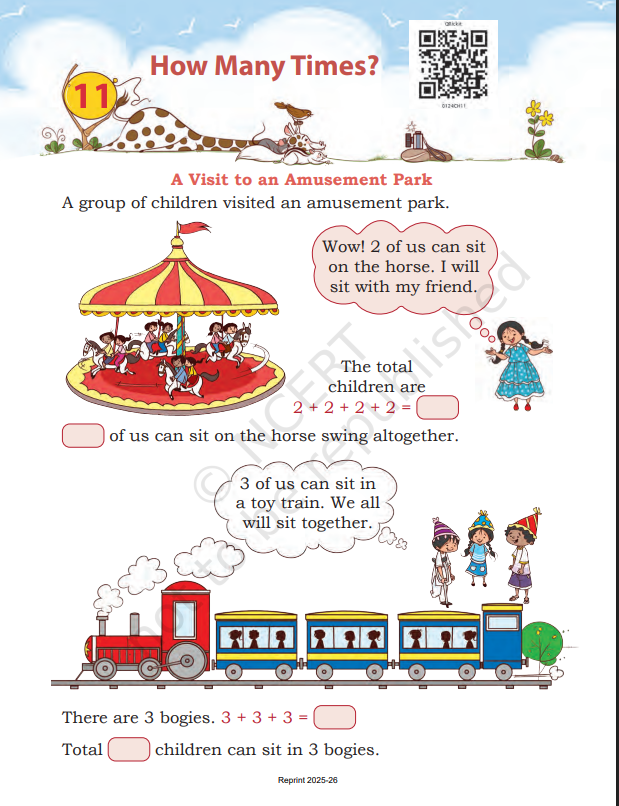 QRickit
0124CH11
How Many Times?
11
A Visit to an Amusement Park
A group of children visited an amusement park.
Wow! 2 of us can sit
on the horse. I will
sit with my friend.
The total
children are
2 + 2 + 2 + 2 =
of us can sit on the horse swing altogether.
3 of us can sit in
a toy train. We all
will sit together.
There are 3 bogies. 3 + 3 + 3 =
Total children can sit in 3 bogies.
© NCERT
not to be republished
Reprint 2025-26